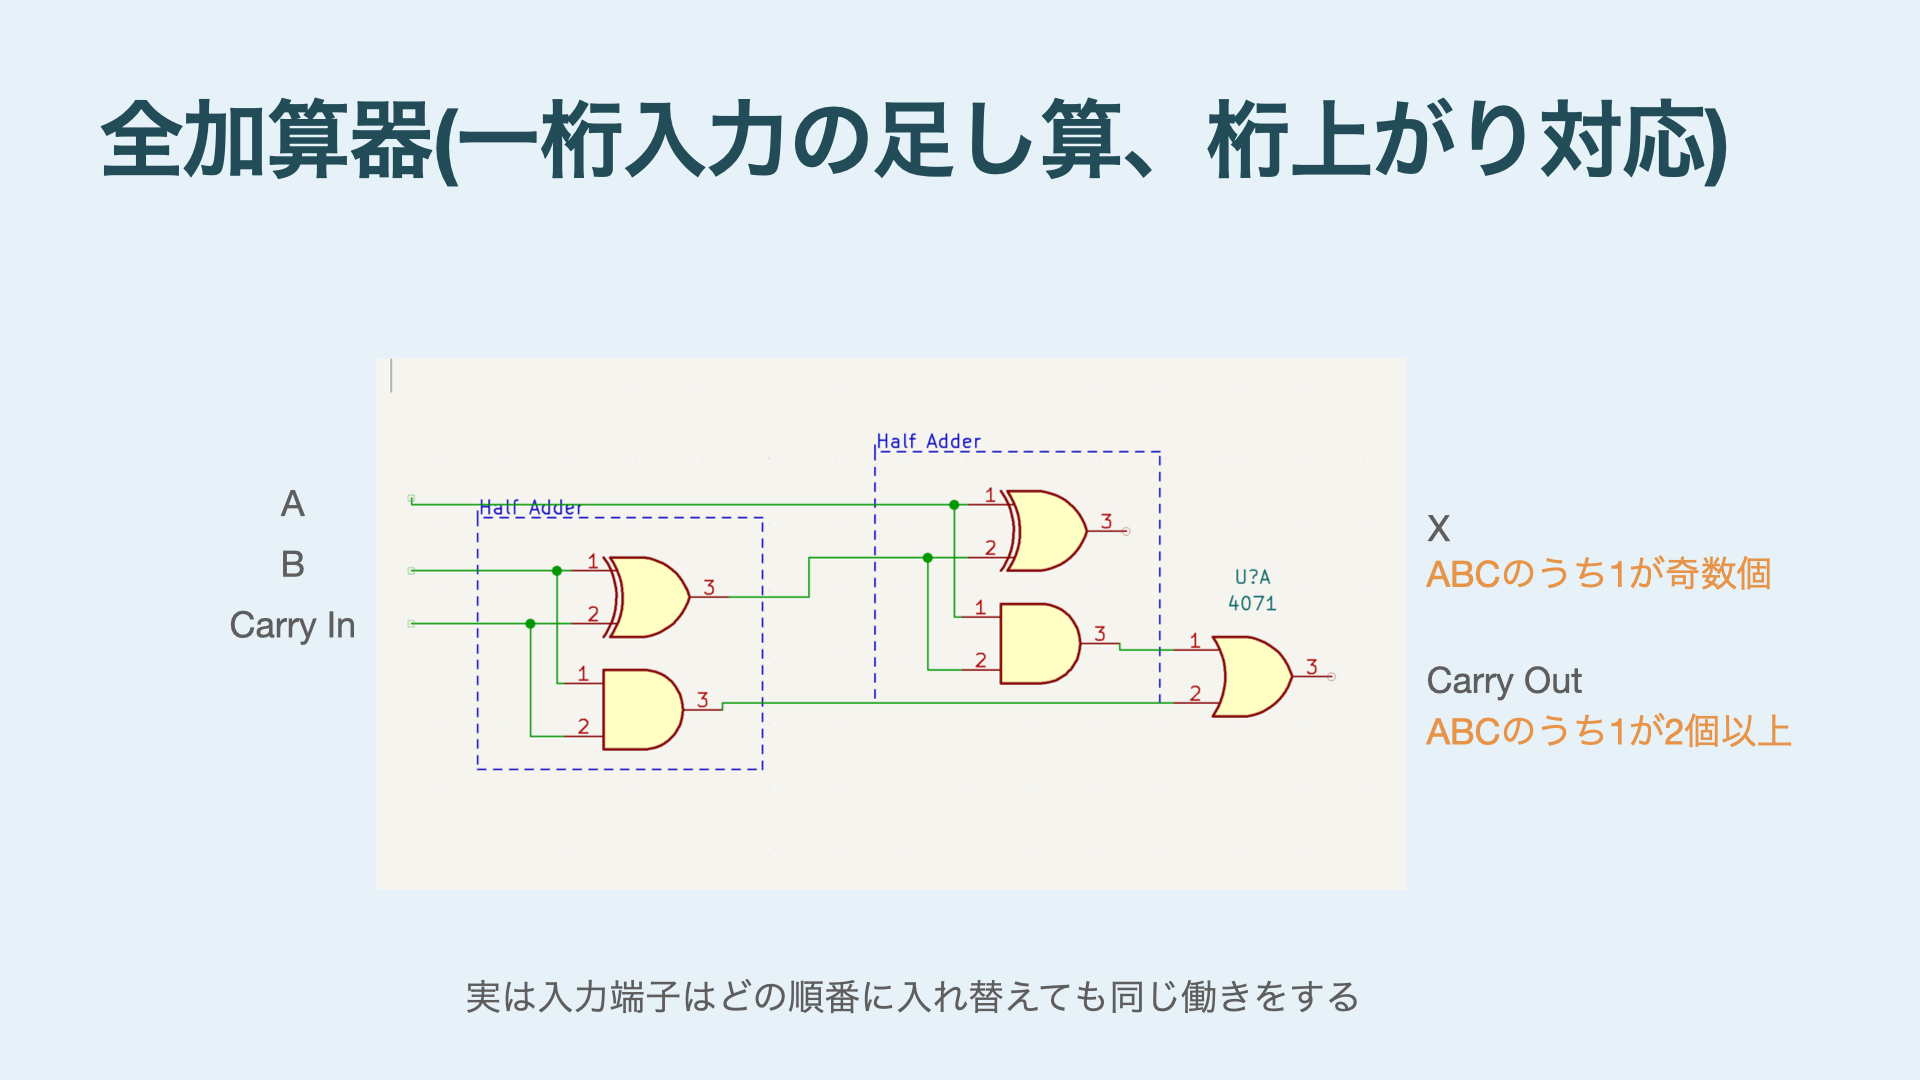 全加算器(一桁入力の足し算、桁上がり対応)
Half Adder
A
Half Adder
1
3
X
B
1
2
ABCのうち1が奇数個
3
U?A
4071
2
1
Carry In
3
1
2
3
1
Carry Out
3
2
2
ABCのうち1が2個以上
実は入力端子はどの順番に入れ替えても同じ働きをする